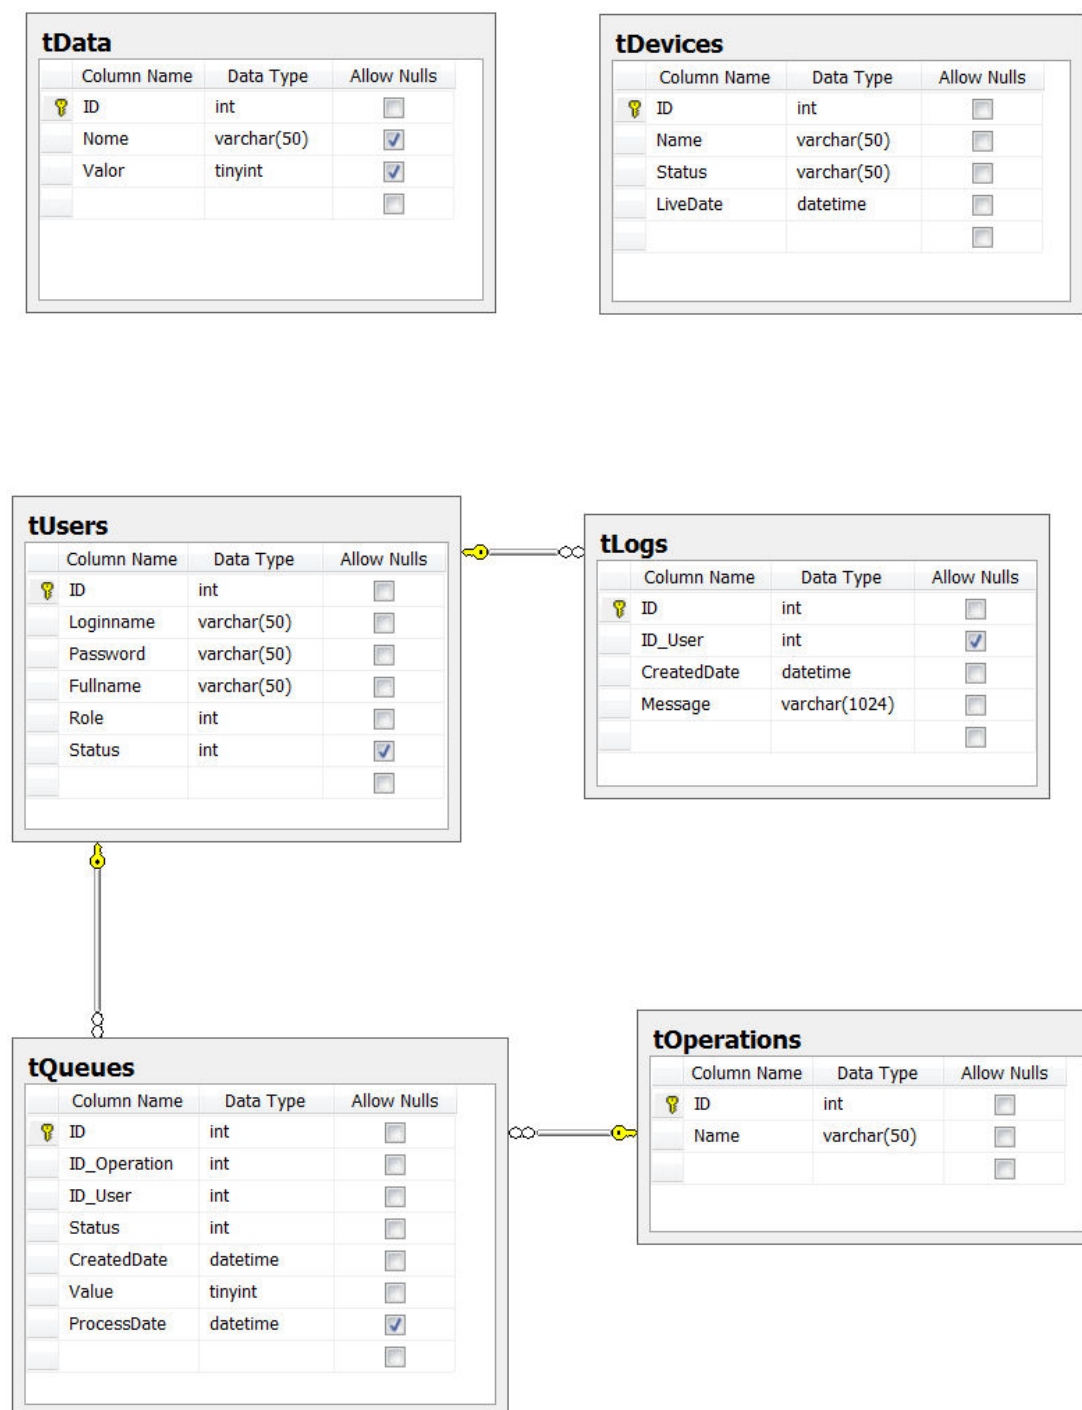 tData
Column Name Data Type Allow Nulls
ID int
Nome varchar(50)
Valor tinyint
tDevices
Column Name Data Type Allow Nulls
ID int
Name varchar(50)
Status varchar(50)
LiveDate datetime
tUsers
Column Name Data Type Allow Nulls
ID int
Loginname varchar(50)
Password varchar(50)
Fullname varchar(50)
Role int
Status int
tLogs
Column Name Data Type Allow Nulls
ID int
ID_User int
CreatedDate datetime
Message varchar(1024)
tQueues
Column Name Data Type Allow Nulls
ID int
ID_Operation int
ID_User int
Status int
CreatedDate datetime
Value tinyint
ProcessDate datetime
tOperations
Column Name Data Type Allow Nulls
ID int
Name varchar(50)